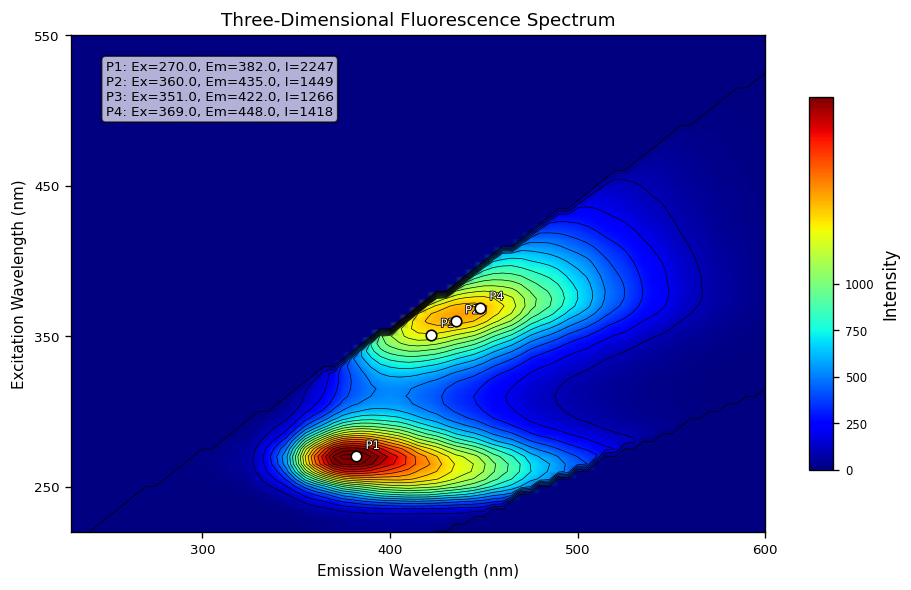 Three-Dimensional Fluorescence Spectrum
550
450
350
250
Excitation Wavelength (nm)
P1: Ex=270.0, Em=382.0, I=2247
P2: Ex=360.0, Em=435.0, I=1449
P3: Ex=351.0, Em=422.0, I=1266
P4: Ex=369.0, Em=448.0, I=1418
P4
P1
300
400
500
600
Emission Wavelength (nm)
1000
750
500
250
0
Intensity